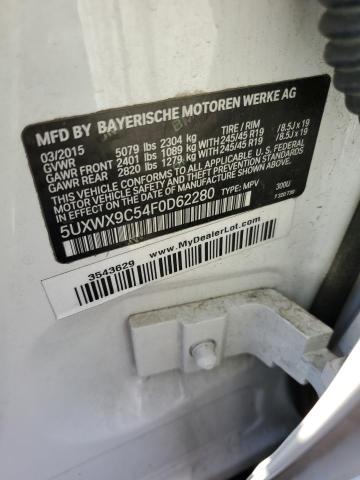 MFD BY BAYERISCHE MOTOREN WERKE AG
03/2015 TIRE / RIM
GVWR 5079 lbs 2304 kg
GAWR FRONT 2401 lbs 1089 kg WITH 245/45 R19 / 8.5J x 19
GAWR REAR 2820 lbs 1279 kg WITH 245/45 R19 / 8.5J x 19
THIS VEHICLE CONFORMS TO ALL APPLICABLE FEDERAL
MOTOR VEHICLE SAFETY, BUMPER, AND THEFT PREVENTION
STANDARDS IN EFFECT ON THE DATE OF MANUFACTURE SHOWN ABOVE.
5UXWX9C54F0D62280 TYPE: MPV 300U
3543629 www.MyDealerLot.com